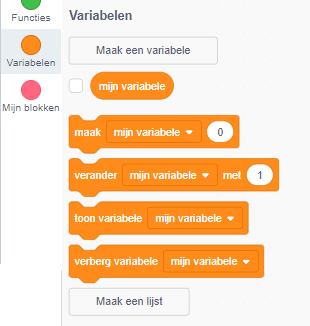 Variabelen
Functies
Maak een variabele
Variabelen
mijn variabele
Mijn blokken
maak mijn variabele 0
verander mijn variabele met 1
toon variabele mijn variabele
verberg variabele mijn variabele
Maak een lijst